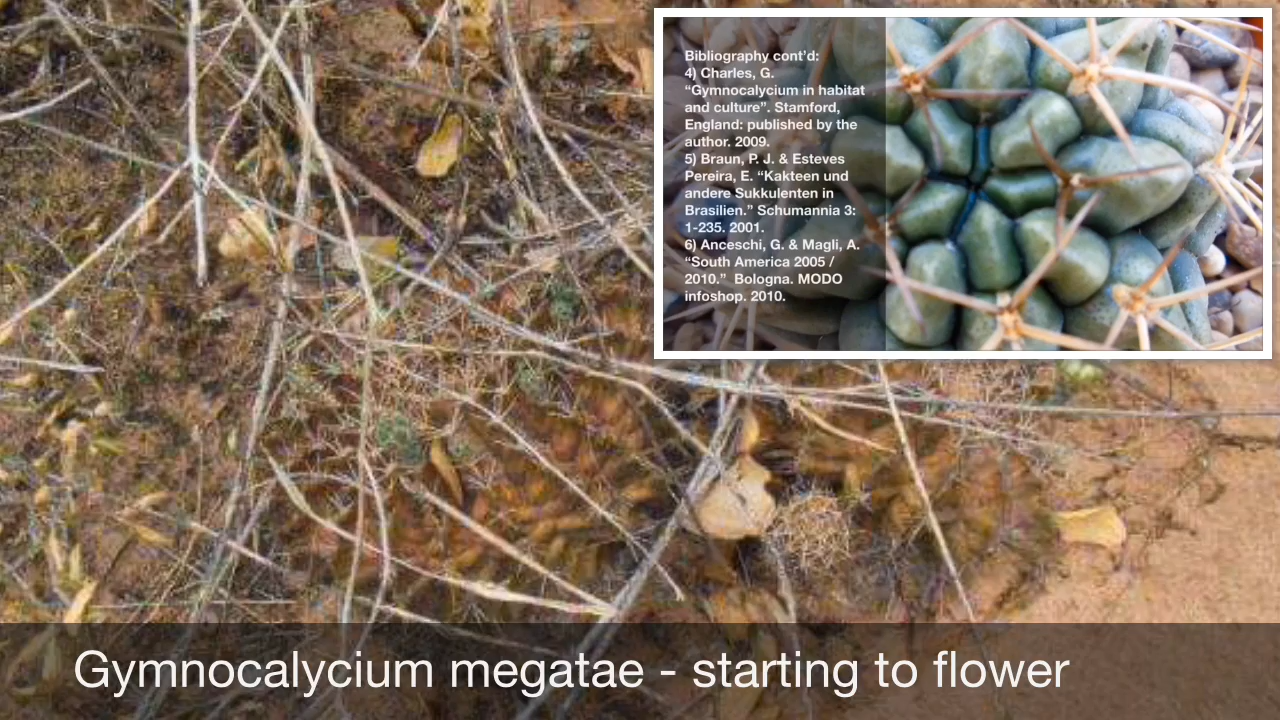 Bibliography cont’d:
4) Charles, G.
“Gymnocalycium in habitat
and culture”. Stamford,
England: published by the
author. 2009.
5) Braun, P. J. & Esteves
Pereira, E. “Kakteen und
andere Sukkulenten in
Brasilien.” Schumannia 3:
1-235. 2001.
6) Anceschi, G. & Magli, A.
“South America 2005 /
2010.”  Bologna. MODO
infoshop. 2010.
Gymnocalycium megatae - starting to flower